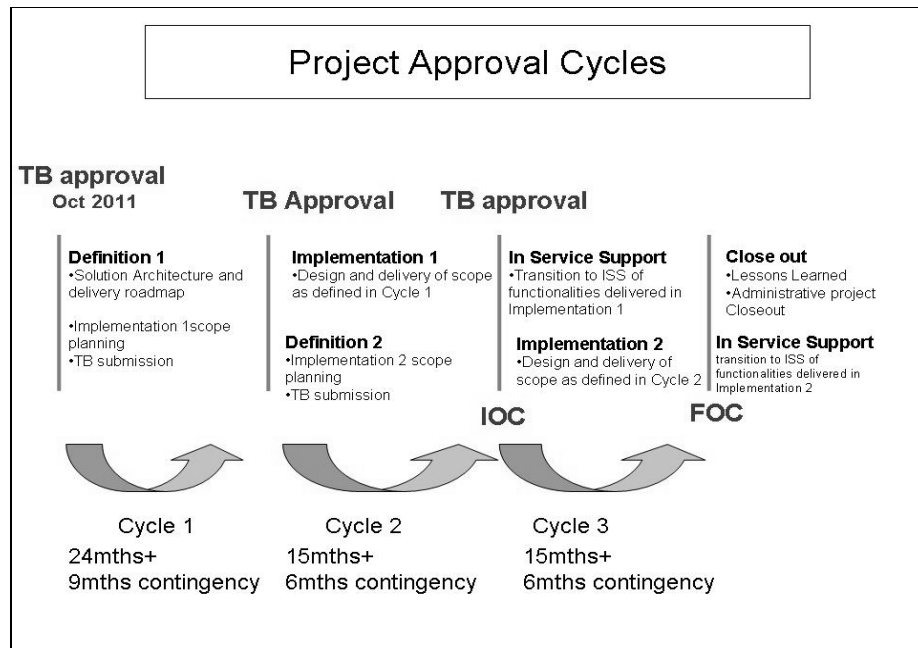 Project Approval Cycles
TB approval
Oct 2011
TB Approval
TB approval
Definition 1
•Solution Architecture and
delivery roadmap
•Implementation 1scope
planning
•TB submission
Implementation 1
•Design and delivery of scope
as defined in Cycle 1
Definition 2
•Implementation 2 scope
planning
•TB submission
In Service Support
•Transition to ISS of
functionalities delivered in
Implementation 1
Implementation 2
•Design and delivery of
scope as defined in Cycle 2
Close out
•Lessons Learned
•Administrative project
Closeout
In Service Support
transition to ISS of
functionalities delivered in
Implementation 2
IOC
FOC
Cycle 1
24mths+
9mths contingency
Cycle 2
15mths+
6mths contingency
Cycle 3
15mths+
6mths contingency